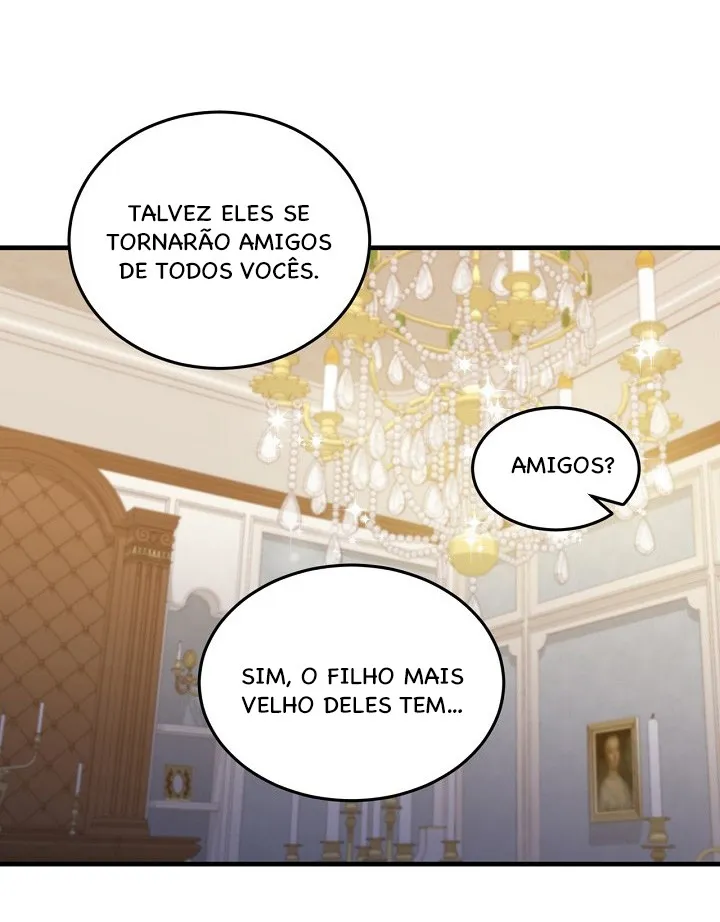 TALVEZ ELES SE
TORNARÃO AMIGOS
DE TODOS VOCÊS.
AMIGOS?
SIM, O FILHO MAIS
VELHO DELES TEM...